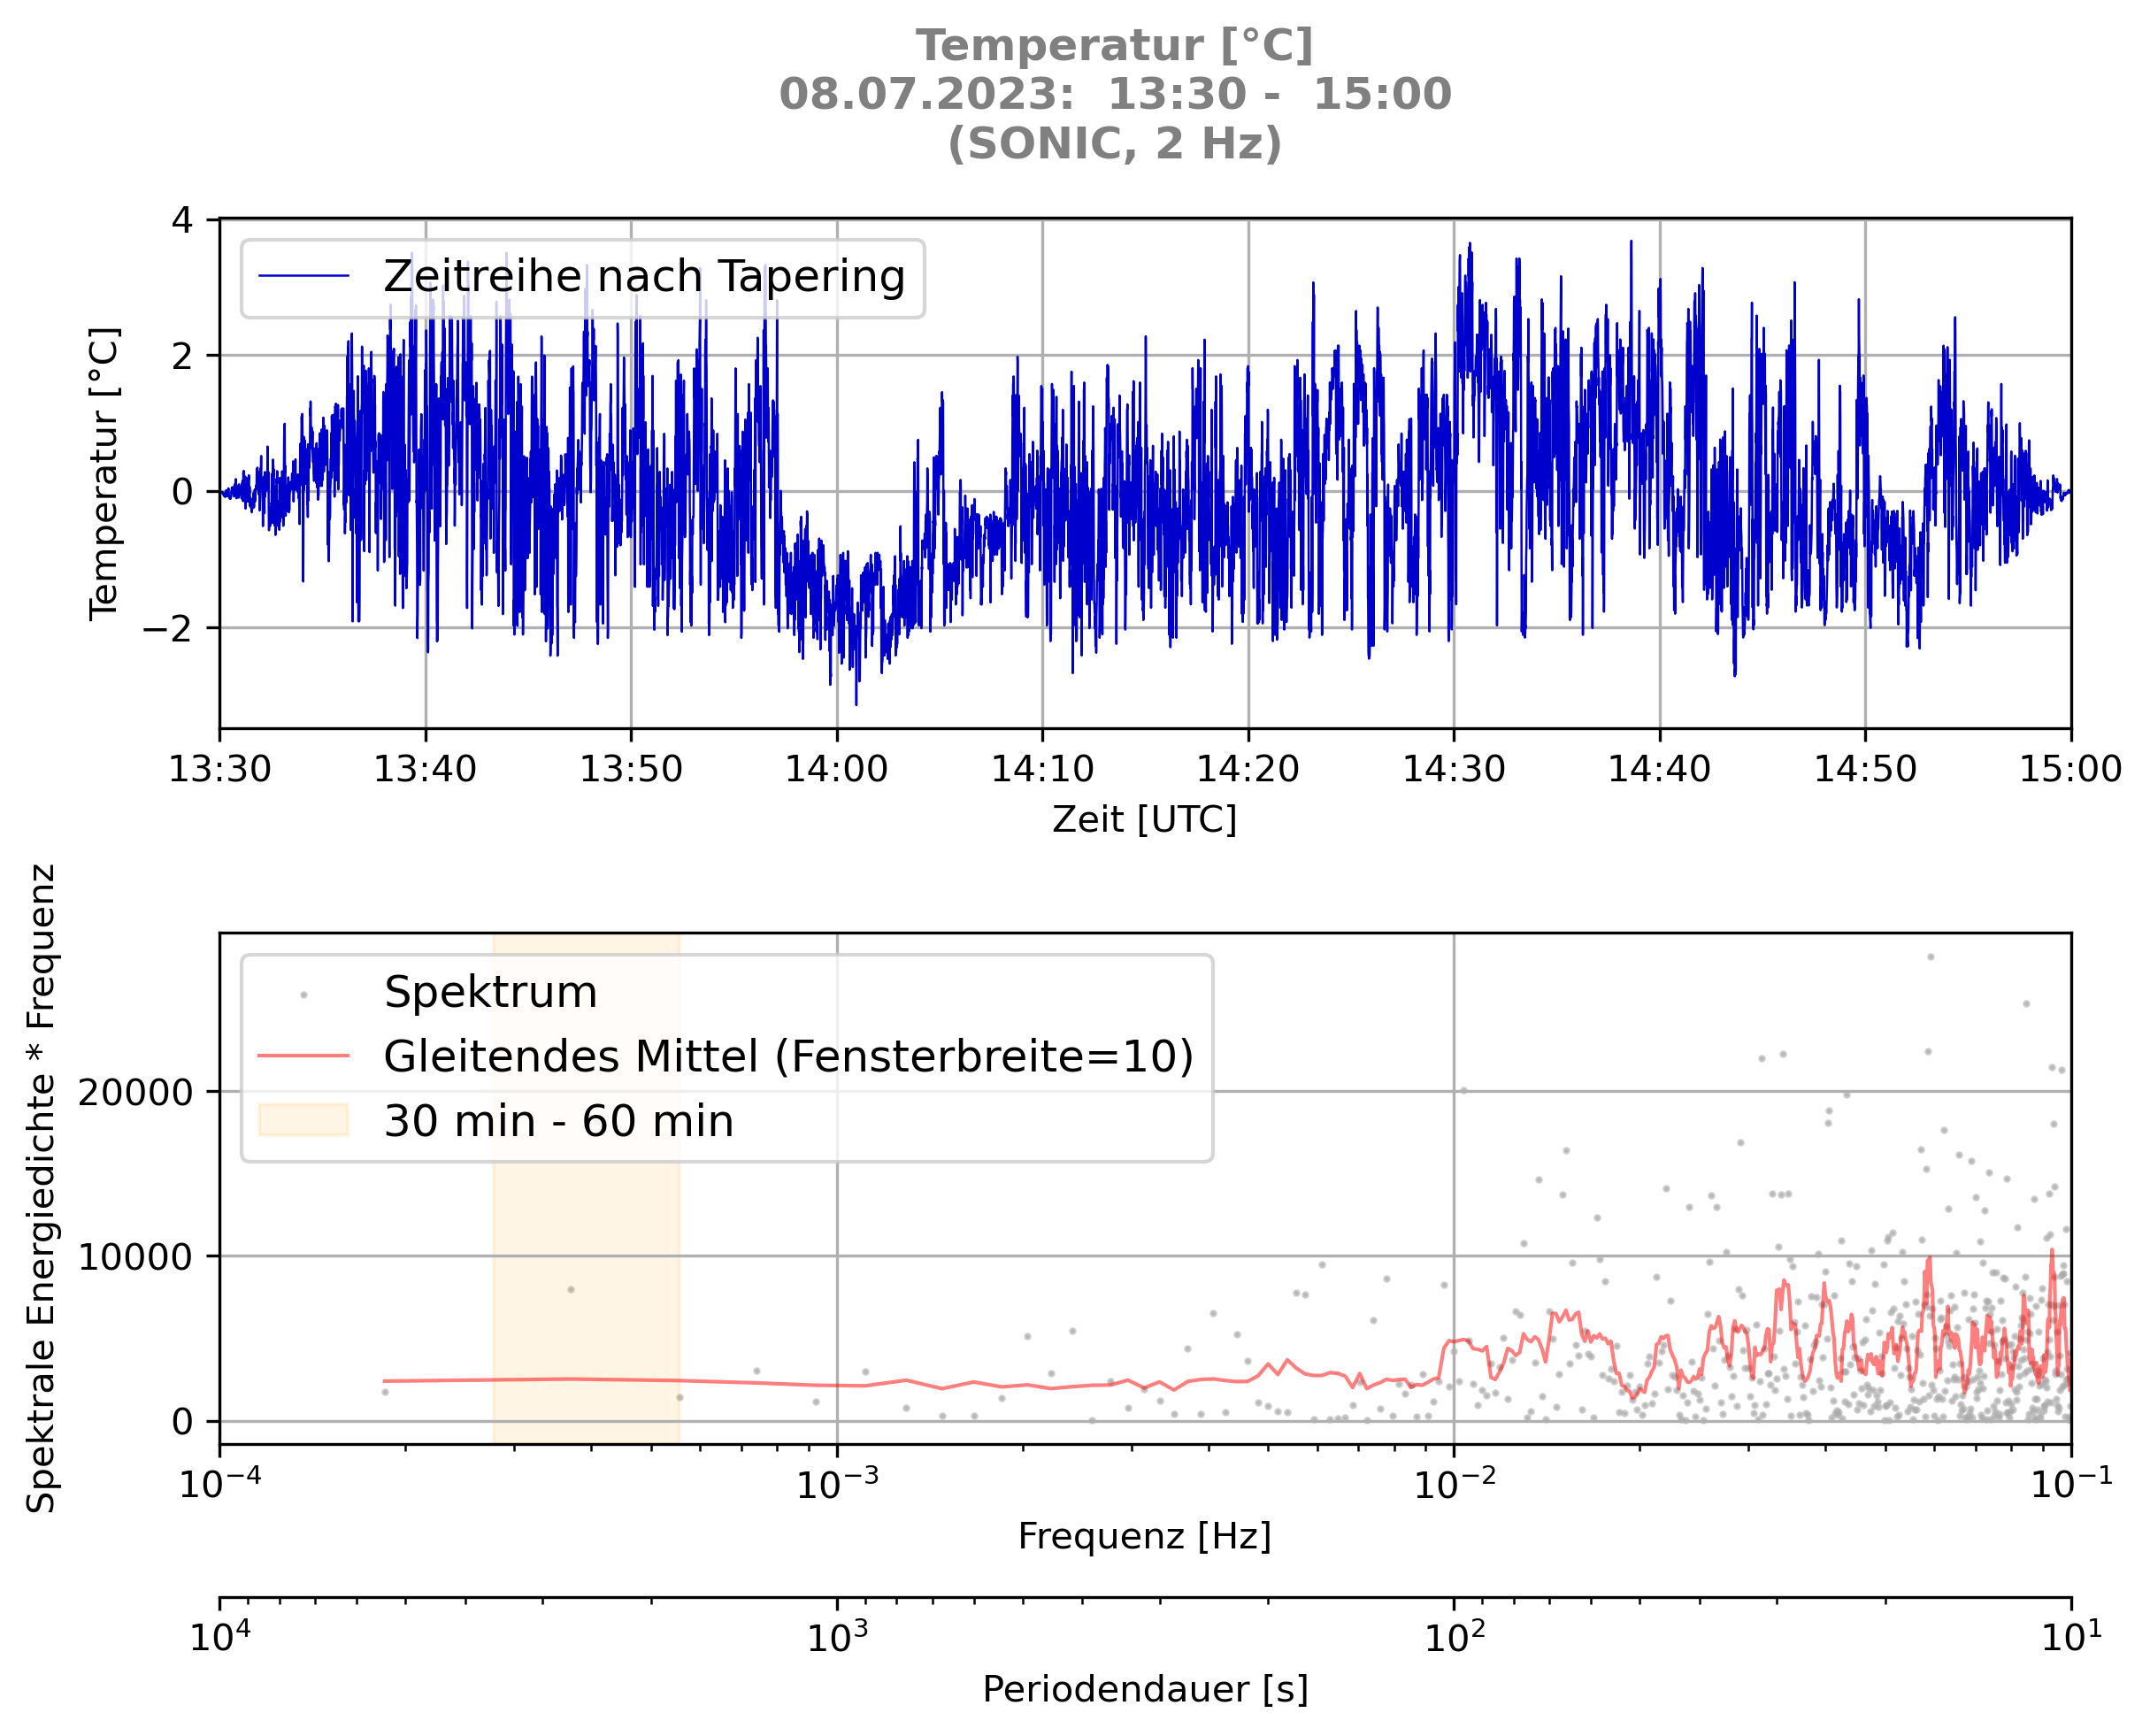 Temperatur [°C]
08.07.2023:  13:30 -  15:00
(SONIC, 2 Hz)
Zeitreihe nach Tapering
Temperatur [°C]
4
2
0
−2
13:30 13:40 13:50 14:00 14:10 14:20 14:30 14:40 14:50 15:00
Zeit [UTC]
Spektrum
Gleitendes Mittel (Fensterbreite=10)
30 min - 60 min
Spektrale Energiedichte * Frequenz
20000
10000
0
10⁻⁴ 10⁻³ 10⁻² 10⁻¹
Frequenz [Hz]
10⁴ 10³ 10² 10¹
Periodendauer [s]